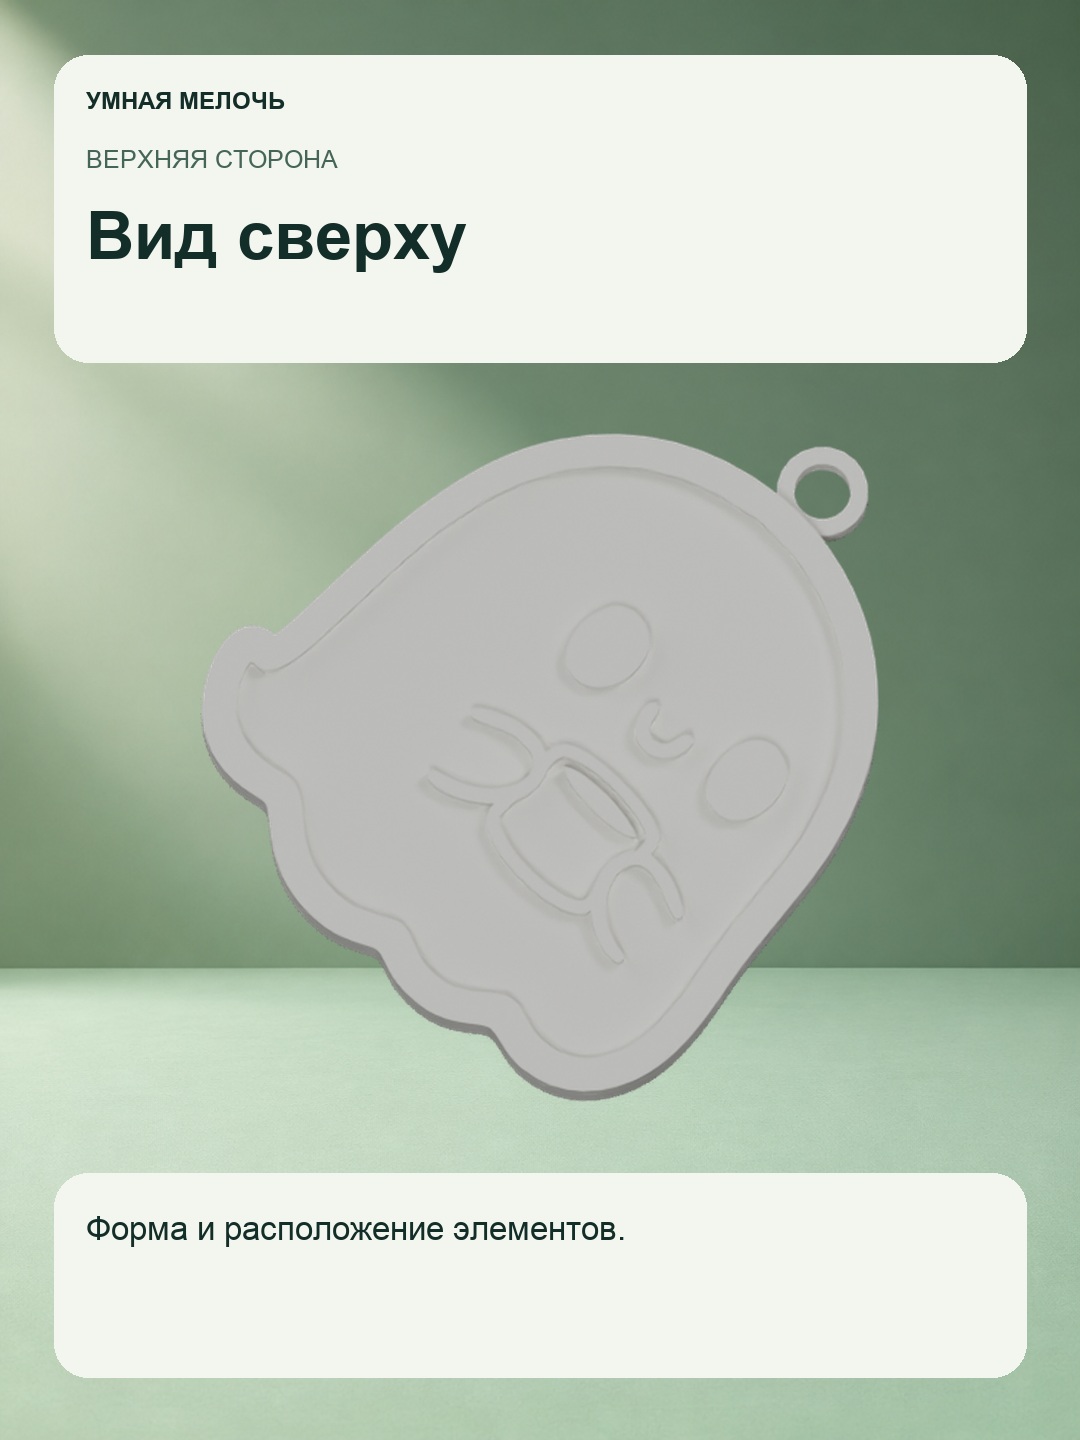 УМНАЯ МЕЛОЧЬ
ВЕРХНЯЯ СТОРОНА
Вид сверху
Форма и расположение элементов.